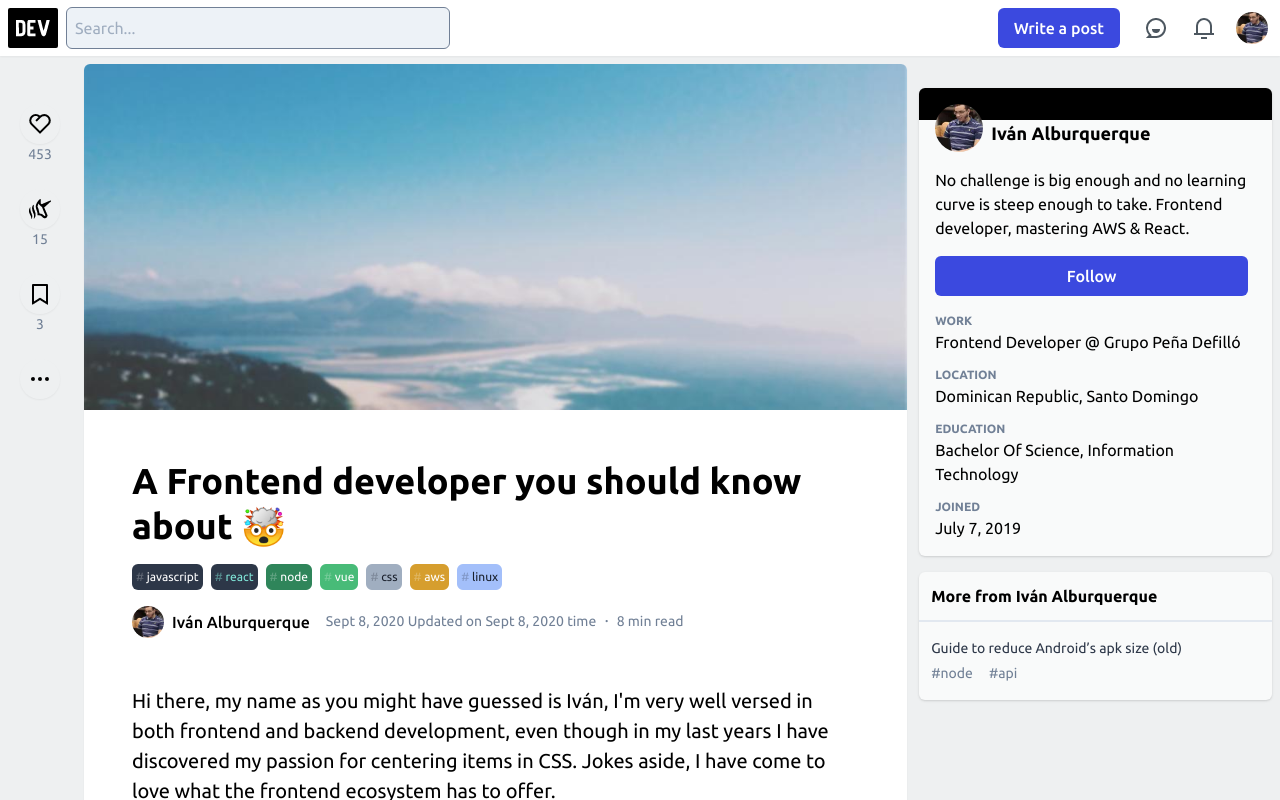 DEV
Search...
Write a post
453
15
3
A Frontend developer you should know
about 🤯
# javascript # react # node # vue # css # aws # linux
Iván Alburquerque Sept 8, 2020 Updated on Sept 8, 2020 time · 8 min read
Hi there, my name as you might have guessed is Iván, I'm very well versed in
both frontend and backend development, even though in my last years I have
discovered my passion for centering items in CSS. Jokes aside, I have come to
love what the frontend ecosystem has to offer.
Iván Alburquerque
No challenge is big enough and no learning
curve is steep enough to take. Frontend
developer, mastering AWS & React.
Follow
WORK
Frontend Developer @ Grupo Peña Defilló
LOCATION
Dominican Republic, Santo Domingo
EDUCATION
Bachelor Of Science, Information
Technology
JOINED
July 7, 2019
More from Iván Alburquerque
Guide to reduce Android’s apk size (old)
#node #api